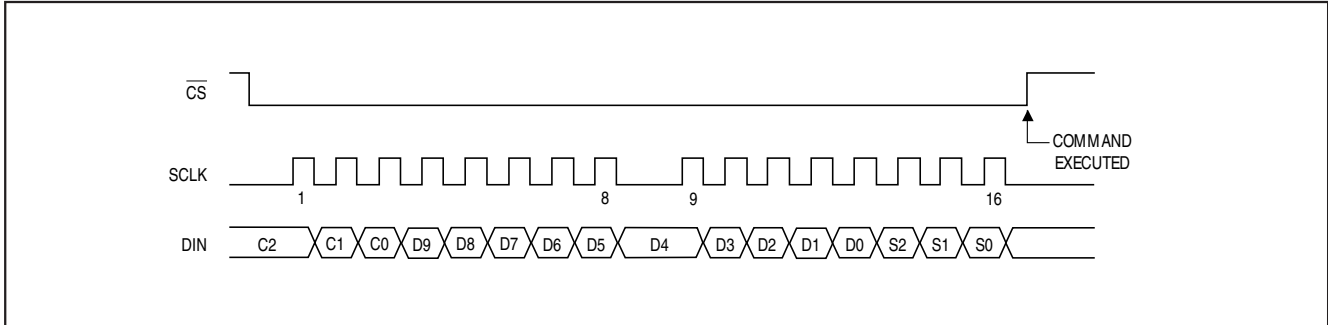 CS
COMMAND
EXECUTED
SCLK
1 8 9 16
DIN C2 C1 C0 D9 D8 D7 D6 D5 D4 D3 D2 D1 D0 S2 S1 S0